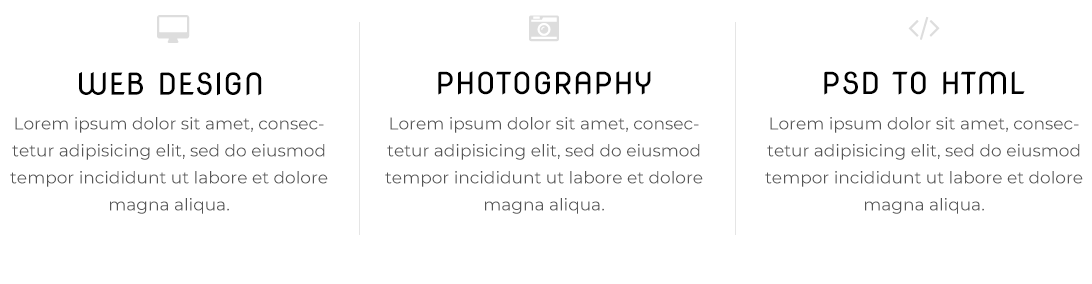 WEB DESIGN
Lorem ipsum dolor sit amet, consec-
tetur adipisicing elit, sed do eiusmod
tempor incididunt ut labore et dolore
magna aliqua.
PHOTOGRAPHY
Lorem ipsum dolor sit amet, consec-
tetur adipisicing elit, sed do eiusmod
tempor incididunt ut labore et dolore
magna aliqua.
PSD TO HTML
Lorem ipsum dolor sit amet, consec-
tetur adipisicing elit, sed do eiusmod
tempor incididunt ut labore et dolore
magna aliqua.